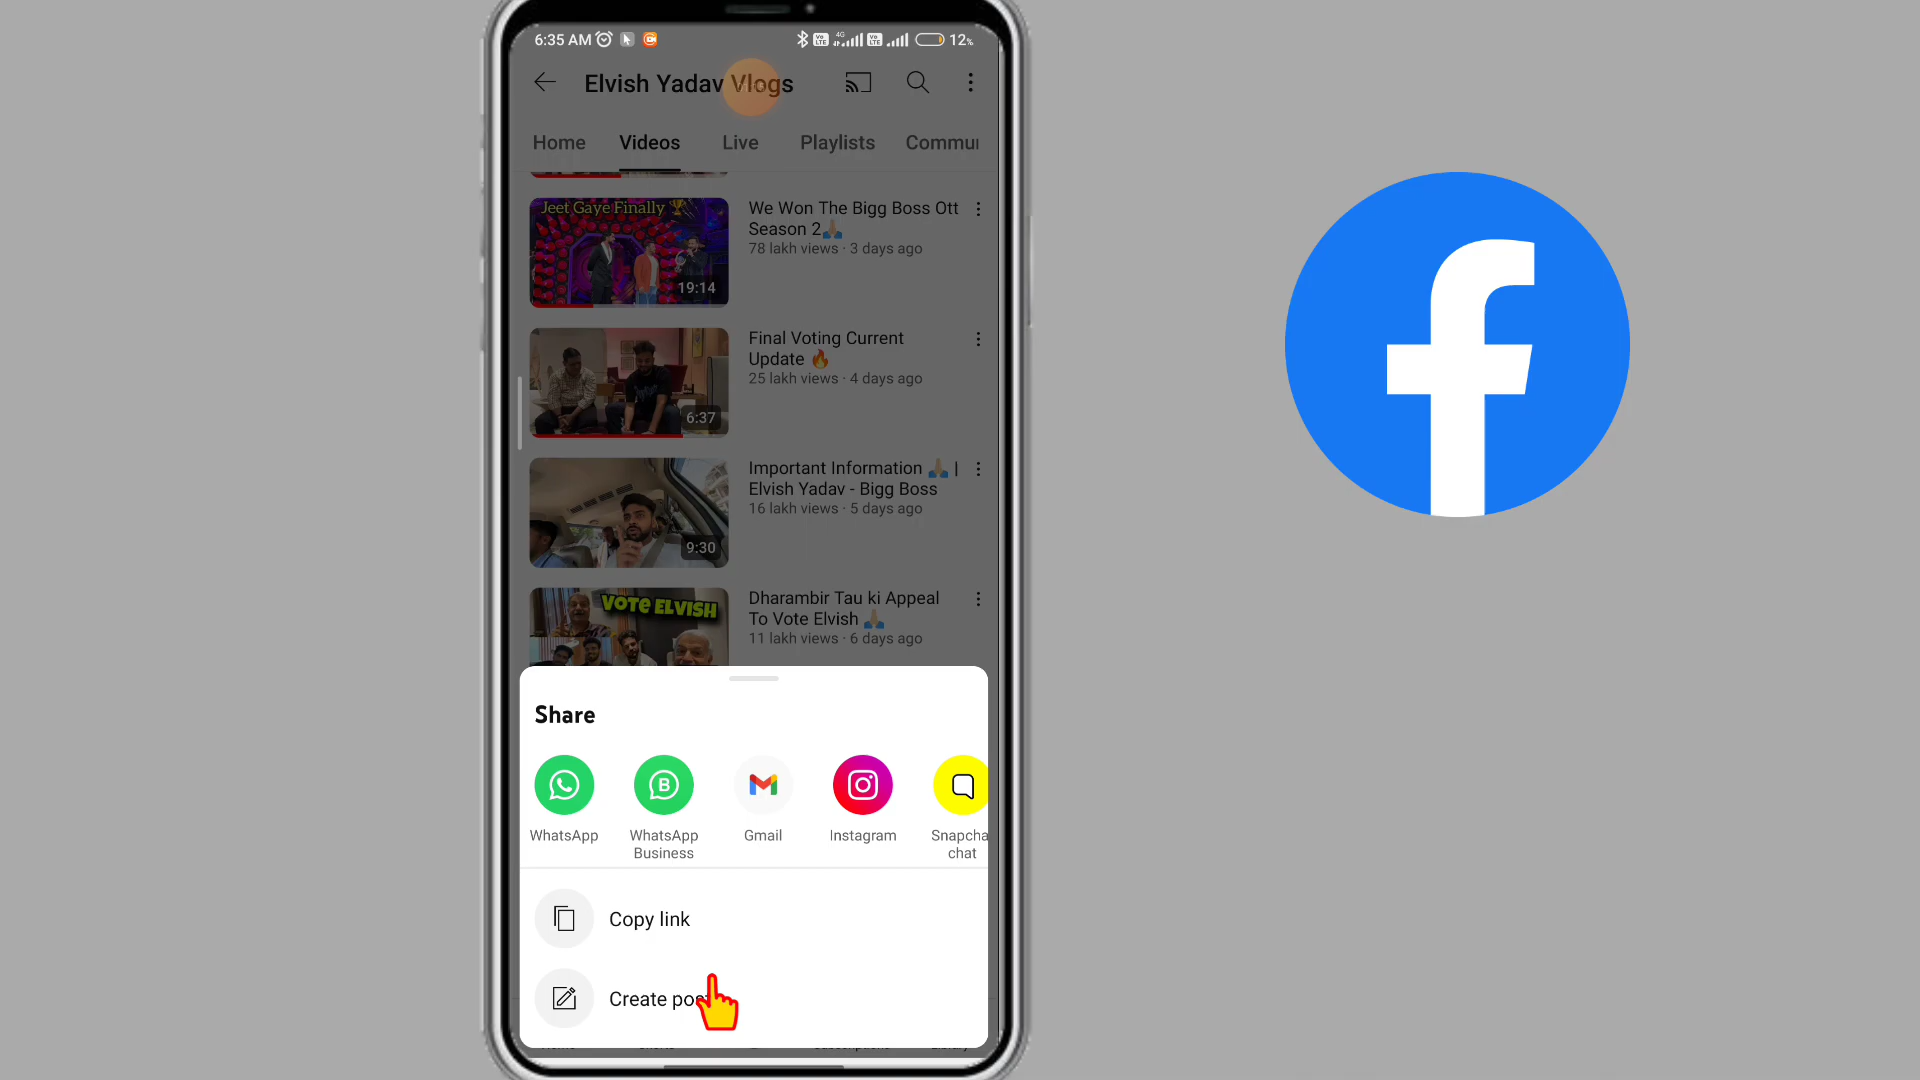 6:35 AM
4G
12%
Elvish Yadav Vlogs
Home Videos Live Playlists Commu
Jeet Gaye Finally 🏆
19:14
We Won The Bigg Boss Ott
Season 2🙏
78 lakh views · 3 days ago
6:37
Final Voting Current
Update 🔥
25 lakh views · 4 days ago
9:30
Important Information 🙏 |
Elvish Yadav - Bigg Boss
16 lakh views · 5 days ago
VOTE ELVISH
Dharambir Tau ki Appeal
To Vote Elvish 🙏
11 lakh views · 6 days ago
Share
WhatsApp
WhatsApp
Business
Gmail
Instagram
Snapcha
chat
Copy link
Create pos